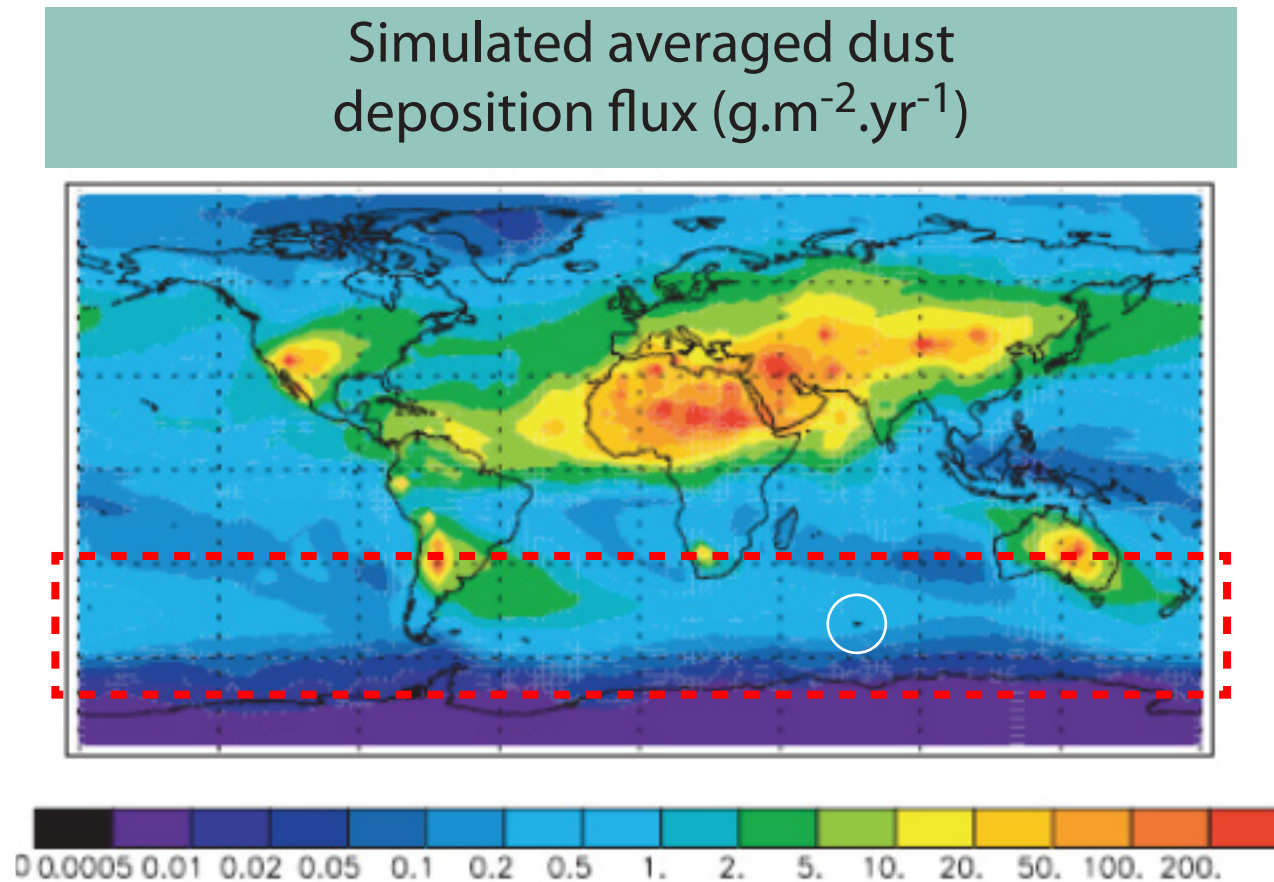 Simulated averaged dust
deposition flux (g.m⁻².yr⁻¹)
0 0.0005 0.01 0.02 0.05 0.1 0.2 0.5 1. 2. 5. 10. 20. 50. 100. 200.